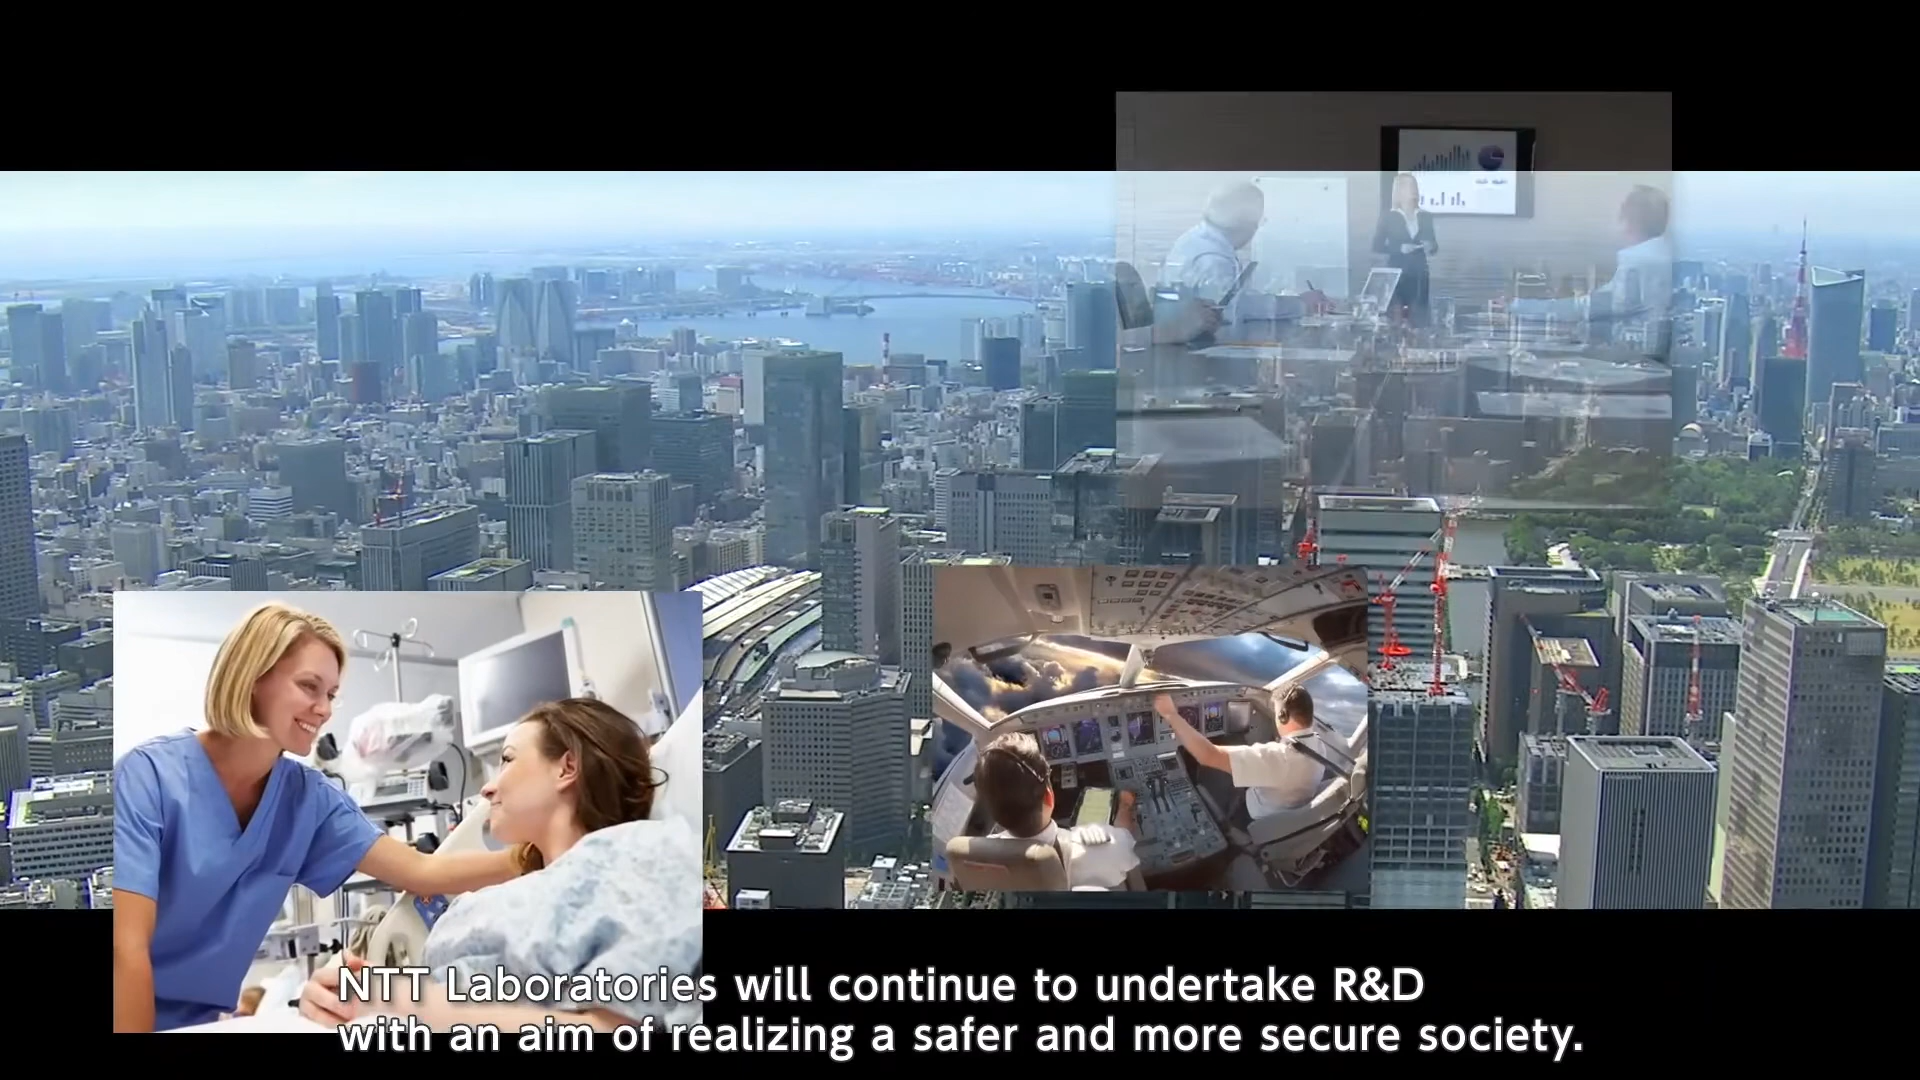 NTT Laboratories will continue to undertake R&D
with an aim of realizing a safer and more secure society.